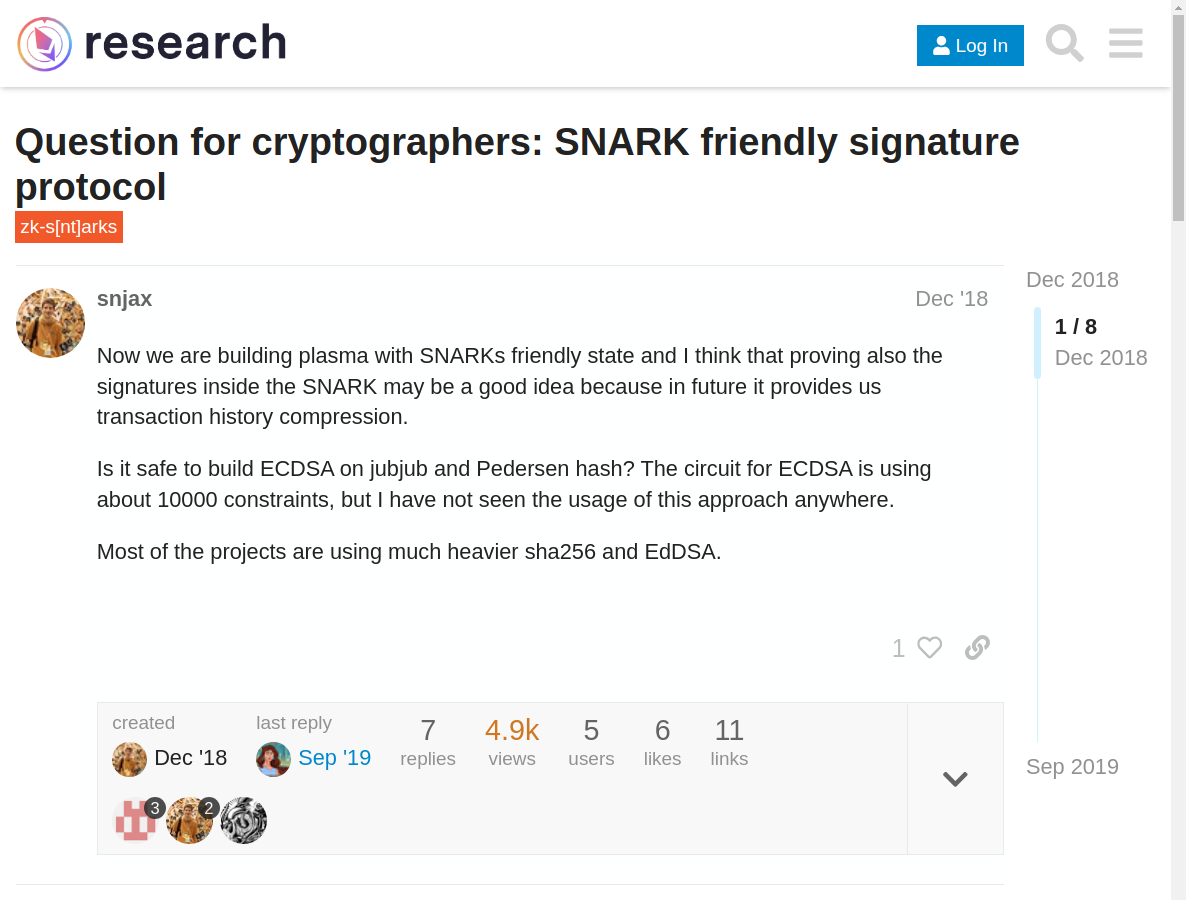 research
Log In
Question for cryptographers: SNARK friendly signature
protocol
zk-s[nt]arks
snjax
Dec '18
Now we are building plasma with SNARKs friendly state and I think that proving also the
signatures inside the SNARK may be a good idea because in future it provides us
transaction history compression.
Is it safe to build ECDSA on jubjub and Pedersen hash? The circuit for ECDSA is using
about 10000 constraints, but I have not seen the usage of this approach anywhere.
Most of the projects are using much heavier sha256 and EdDSA.
1
created
Dec '18
last reply
Sep '19
7
replies
4.9k
views
5
users
6
likes
11
links
3
2
Dec 2018
1 / 8
Dec 2018
Sep 2019